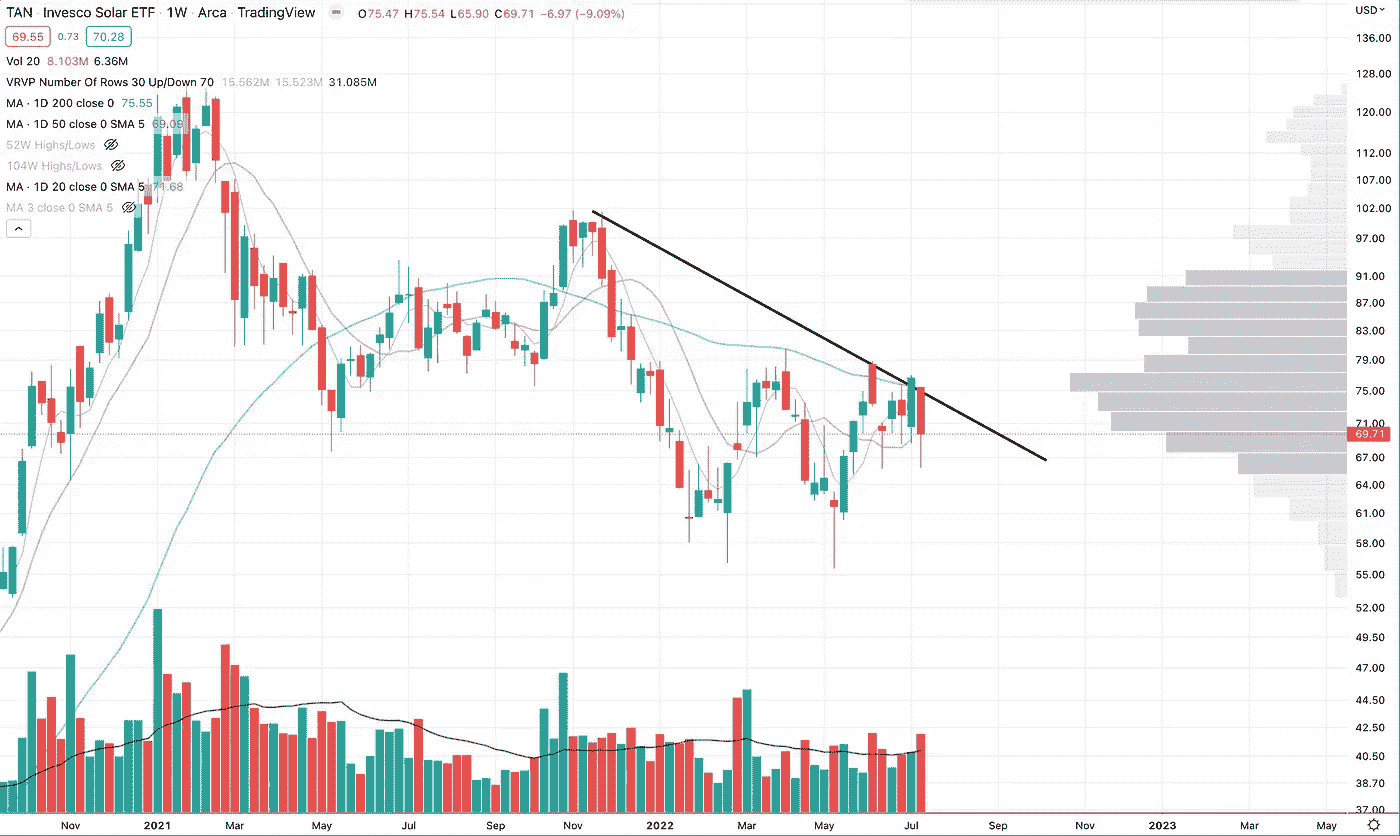 TAN · Invesco Solar ETF · 1W · Arca · TradingView O75.47 H75.54 L65.90 C69.71 −6.97 (−9.09%)
69.55 0.73 70.28
Vol 20 8.103M 6.36M
VRVP Number Of Rows 30 Up/Down 70 15.562M 15.523M 31.085M
MA · 1D 200 close 0 75.55
MA · 1D 50 close 0 SMA 5 69.09
52W Highs/Lows
104W Highs/Lows
MA · 1D 20 close 0 SMA 5 71.68
MA 3 close 0 SMA 5
USD
136.00
128.00
120.00
112.00
107.00
102.00
97.00
91.00
87.00
83.00
79.00
75.00
71.00
69.71
67.00
64.00
61.00
58.00
55.00
52.00
49.50
47.00
44.50
42.50
40.50
38.70
37.00
Nov 2021 Mar May Jul Sep Nov 2022 Mar May Jul Sep Nov 2023 Mar May